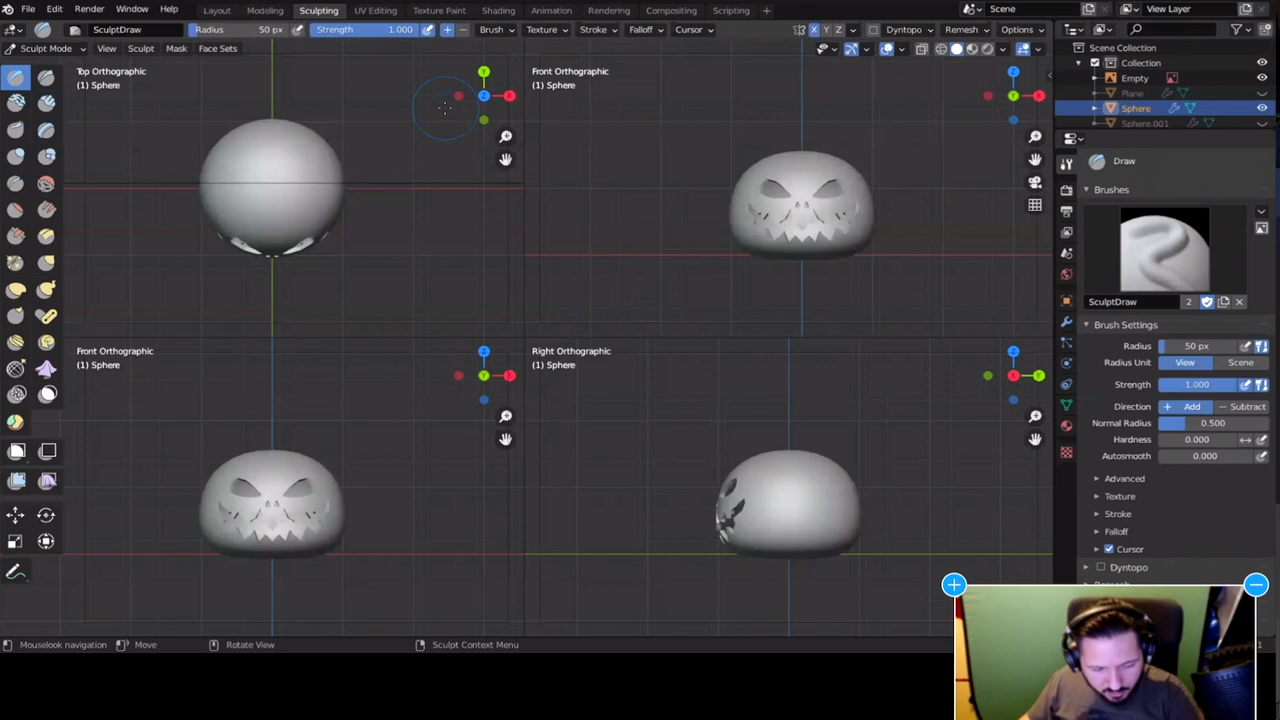 File Edit Render Window Help Layout Modeling Sculpting UV Editing Texture Paint Shading Animation Rendering Compositing Scripting + Scene View Layer
SculptDraw Radius 50 px Strength 1.000 Brush Texture Stroke Falloff Cursor X Y Z Dyntopo Remesh Options
Sculpt Mode View Sculpt Mask Face Sets
Scene Collection
Collection
Empty
Plane
Sphere
Sphere.001
Top Orthographic
(1) Sphere
Front Orthographic
(1) Sphere
Front Orthographic
(1) Sphere
Right Orthographic
(1) Sphere
Draw
Brushes
SculptDraw 2
Brush Settings
Radius 50 px
Radius Unit View Scene
Strength 1.000
Direction + Add − Subtract
Normal Radius 0.500
Hardness 0.000
Autosmooth 0.000
Advanced
Texture
Stroke
Falloff
Cursor
Dyntopo
Mouselook navigation Move Rotate View Sculpt Context Menu